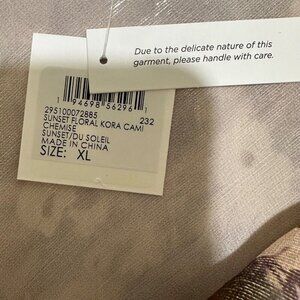 Due to the delicate nature of this
garment, please handle with care.
1 94698 56296 1
295100072885
232
SUNSET FLORAL KORA CAMI
CHEMISE
SUNSET/DU SOLEIL
MADE IN CHINA
SIZE: XL